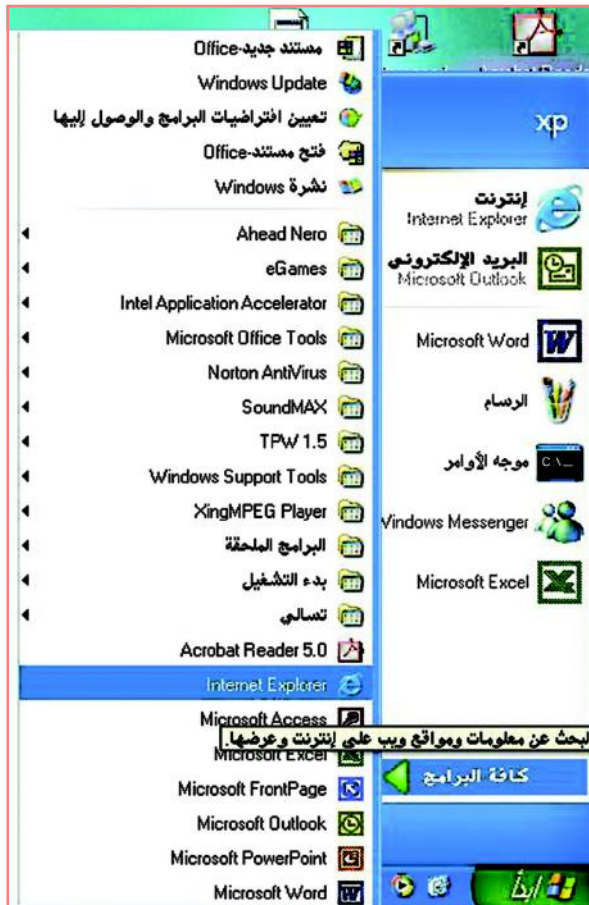 xp
إنترنت
Internet Explorer
البريد الإلكتروني
Microsoft Outlook
Microsoft Word
الرسام
موجه الأوامر
Windows Messenger
Microsoft Excel
كافة البرامج
ابدأ
مستند جديد-Office
Windows Update
تعيين افتراضيات البرامج والوصول إليها
فتح مستند-Office
نشرة Windows
Ahead Nero
eGames
Intel Application Accelerator
Microsoft Office Tools
Norton AntiVirus
SoundMAX
TPW 1.5
Windows Support Tools
XingMPEG Player
البرامج الملحقة
بدء التشغيل
تسالي
Acrobat Reader 5.0
Internet Explorer
Microsoft Access
لبحث عن معلومات ومواقع ويب على إنترنت وعرضها.
Microsoft Excel
Microsoft FrontPage
Microsoft Outlook
Microsoft PowerPoint
Microsoft Word